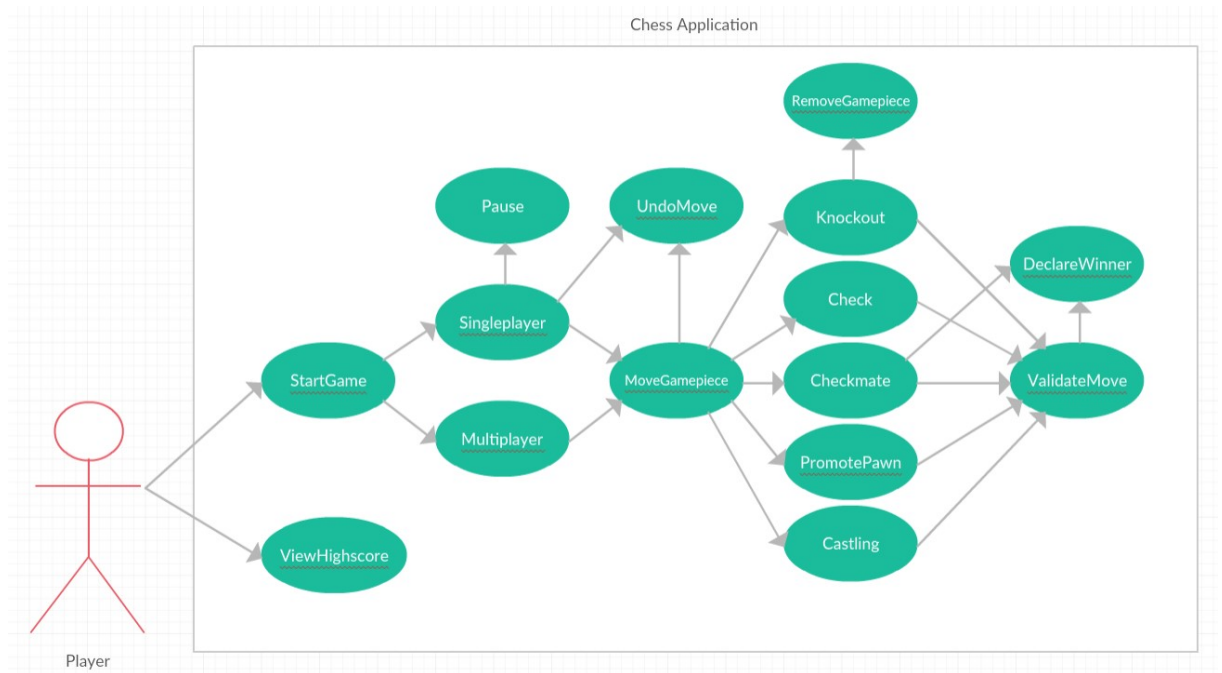 Chess Application
RemoveGamepiece
Pause
UndoMove
Knockout
DeclareWinner
Check
Singleplayer
StartGame
MoveGamepiece
Checkmate
ValidateMove
Multiplayer
PromotePawn
Castling
ViewHighscore
Player